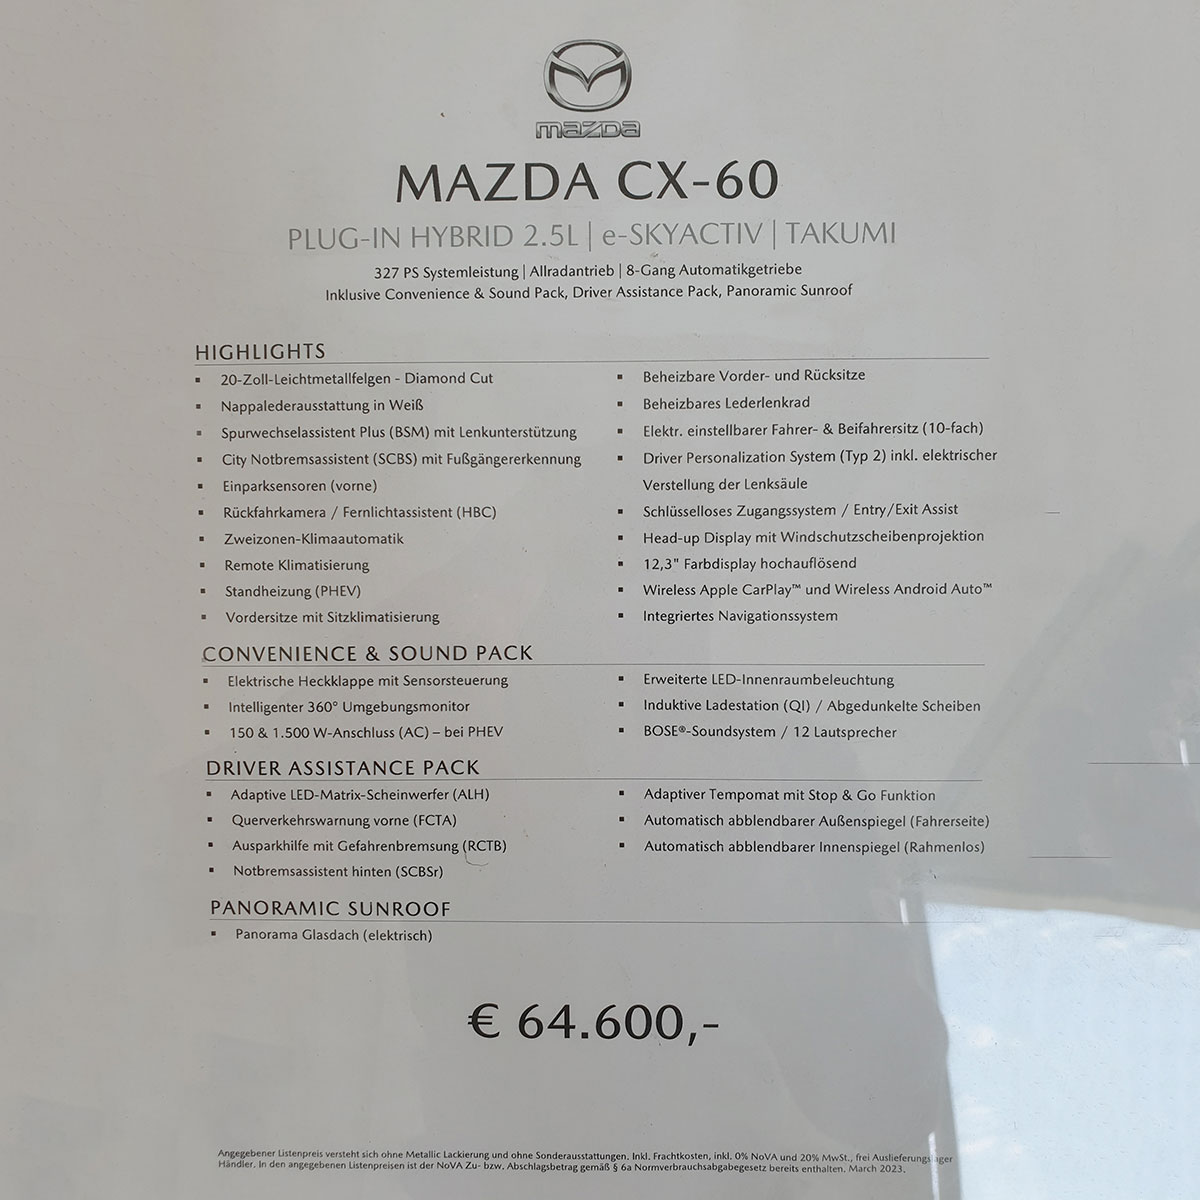 mazda
MAZDA CX-60
PLUG-IN HYBRID 2.5L | e-SKYACTIV | TAKUMI
327 PS Systemleistung | Allradantrieb | 8-Gang Automatikgetriebe
Inklusive Convenience & Sound Pack, Driver Assistance Pack, Panoramic Sunroof
HIGHLIGHTS
▪ 20-Zoll-Leichtmetallfelgen - Diamond Cut
▪ Nappalederausstattung in Weiß
▪ Spurwechselassistent Plus (BSM) mit Lenkunterstützung
▪ City Notbremsassistent (SCBS) mit Fußgängererkennung
▪ Einparksensoren (vorne)
▪ Rückfahrkamera / Fernlichtassistent (HBC)
▪ Zweizonen-Klimaautomatik
▪ Remote Klimatisierung
▪ Standheizung (PHEV)
▪ Vordersitze mit Sitzklimatisierung
▪ Beheizbare Vorder- und Rücksitze
▪ Beheizbares Lederlenkrad
▪ Elektr. einstellbarer Fahrer- & Beifahrersitz (10-fach)
▪ Driver Personalization System (Typ 2) inkl. elektrischer
Verstellung der Lenksäule
▪ Schlüsselloses Zugangssystem / Entry/Exit Assist
▪ Head-up Display mit Windschutzscheibenprojektion
▪ 12,3" Farbdisplay hochauflösend
▪ Wireless Apple CarPlay™ und Wireless Android Auto™
▪ Integriertes Navigationssystem
CONVENIENCE & SOUND PACK
▪ Elektrische Heckklappe mit Sensorsteuerung
▪ Intelligenter 360° Umgebungsmonitor
▪ 150 & 1.500 W-Anschluss (AC) – bei PHEV
▪ Erweiterte LED-Innenraumbeleuchtung
▪ Induktive Ladestation (QI) / Abgedunkelte Scheiben
▪ BOSE®-Soundsystem / 12 Lautsprecher
DRIVER ASSISTANCE PACK
▪ Adaptive LED-Matrix-Scheinwerfer (ALH)
▪ Querverkehrswarnung vorne (FCTA)
▪ Ausparkhilfe mit Gefahrenbremsung (RCTB)
▪ Notbremsassistent hinten (SCBSr)
▪ Adaptiver Tempomat mit Stop & Go Funktion
▪ Automatisch abblendbarer Außenspiegel (Fahrerseite)
▪ Automatisch abblendbarer Innenspiegel (Rahmenlos)
PANORAMIC SUNROOF
▪ Panorama Glasdach (elektrisch)
€ 64.600,-
Angegebener Listenpreis versteht sich ohne Metallic Lackierung und ohne Sonderausstattungen. Inkl. Frachtkosten, inkl. 0% NoVA und 20% MwSt., frei Auslieferungslager
Händler. In den angegebenen Listenpreisen ist der NoVA Zu- bzw. Abschlagsbetrag gemäß § 6a Normverbrauchsabgabegesetz bereits enthalten. March 2023.